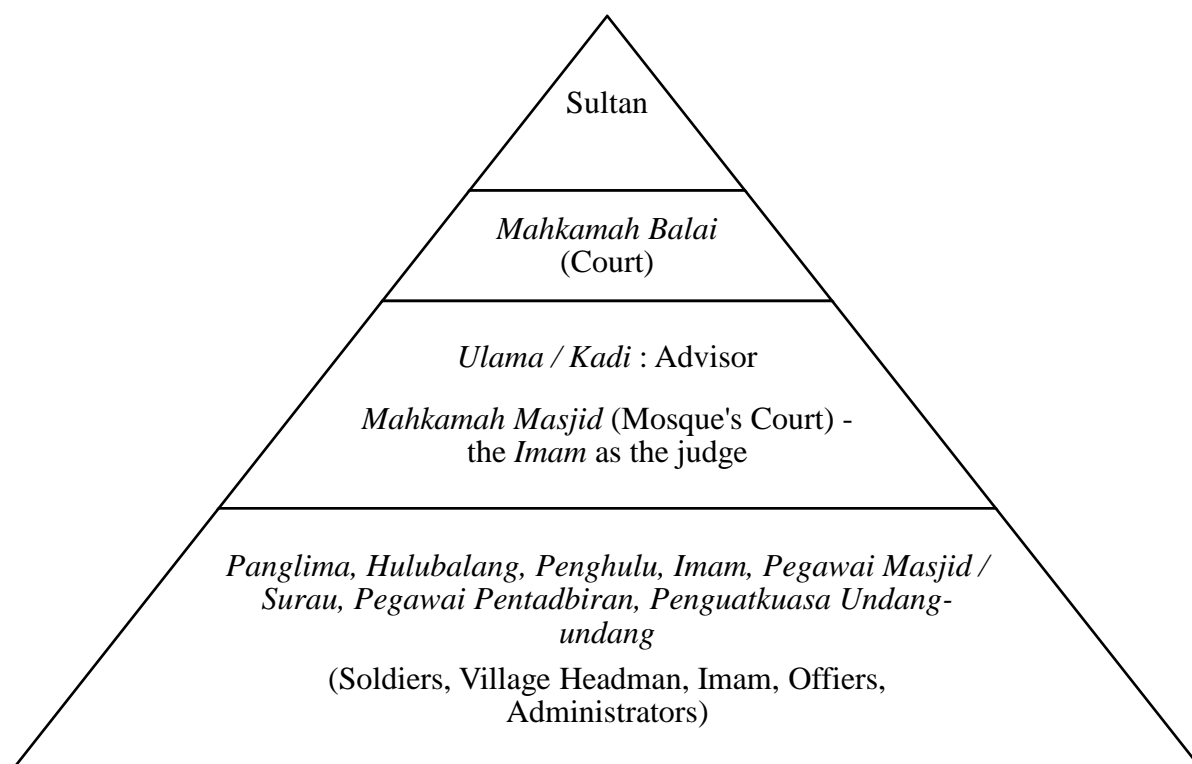 Sultan
Mahkamah Balai
(Court)
Ulama / Kadi : Advisor
Mahkamah Masjid (Mosque's Court) -
the Imam as the judge
Panglima, Hulubalang, Penghulu, Imam, Pegawai Masjid /
Surau, Pegawai Pentadbiran, Penguatkuasa Undang-
undang
(Soldiers, Village Headman, Imam, Offiers,
Administrators)